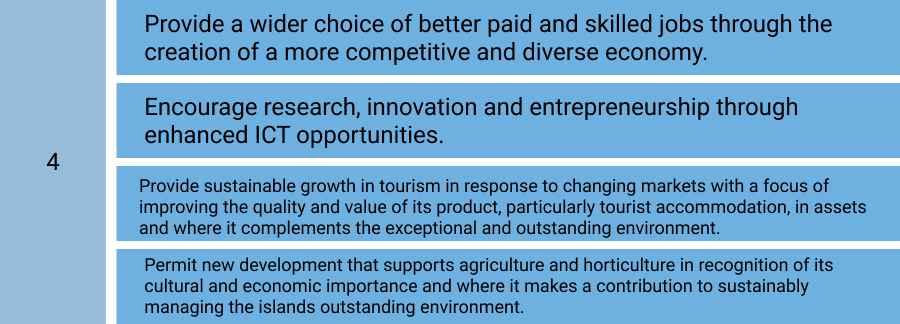 4
Provide a wider choice of better paid and skilled jobs through the
creation of a more competitive and diverse economy.
Encourage research, innovation and entrepreneurship through
enhanced ICT opportunities.
Provide sustainable growth in tourism in response to changing markets with a focus of
improving the quality and value of its product, particularly tourist accommodation, in assets
and where it complements the exceptional and outstanding environment.
Permit new development that supports agriculture and horticulture in recognition of its
cultural and economic importance and where it makes a contribution to sustainably
managing the islands outstanding environment.